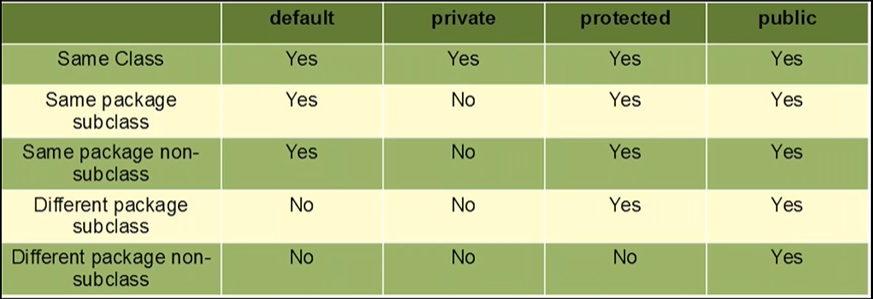 default private protected public
Same Class Yes Yes Yes Yes
Same package
subclass Yes No Yes Yes
Same package non-
subclass Yes No Yes Yes
Different package
subclass No No Yes Yes
Different package non-
subclass No No No Yes